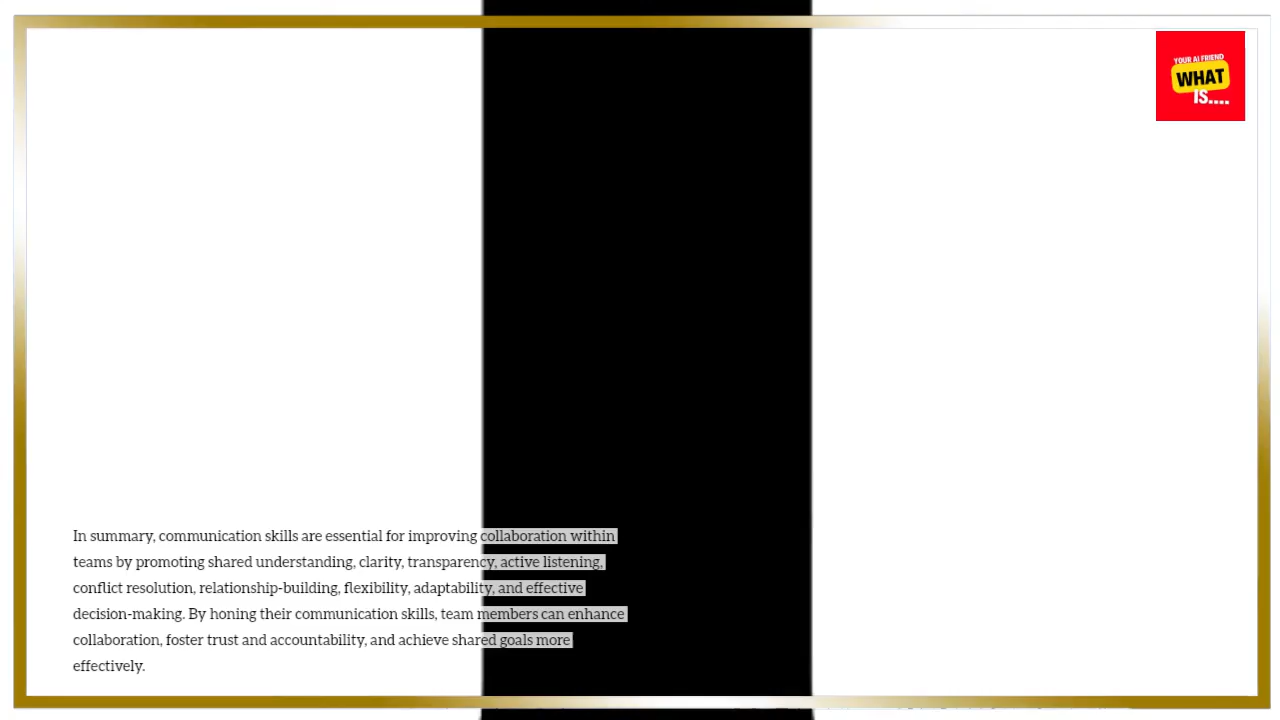 YOUR AI FRIEND
WHAT
IS....
In summary, communication skills are essential for improving collaboration within
teams by promoting shared understanding, clarity, transparency, active listening,
conflict resolution, relationship-building, flexibility, adaptability, and effective
decision-making. By honing their communication skills, team members can enhance
collaboration, foster trust and accountability, and achieve shared goals more
effectively.